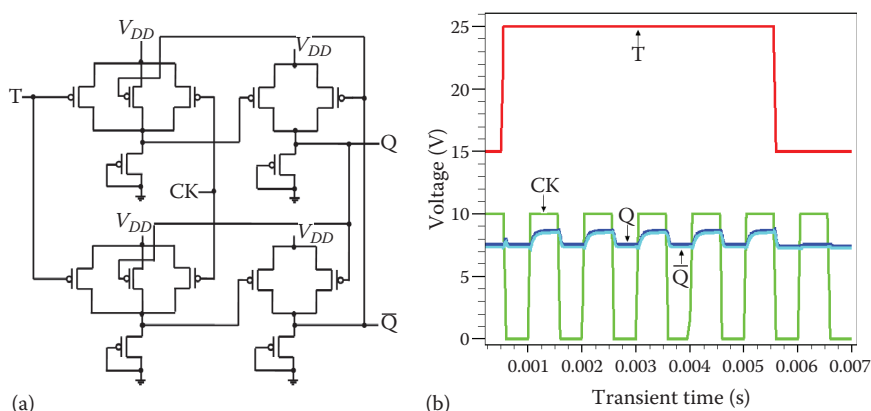 (a)
V_DD
V_DD
T
Q
CK
V_DD
V_DD
Q̅
(b)
Voltage (V)
25
20
15
10
5
0
T
CK
Q
Q̅
0.001 0.002 0.003 0.004 0.005 0.006 0.007
Transient time (s)